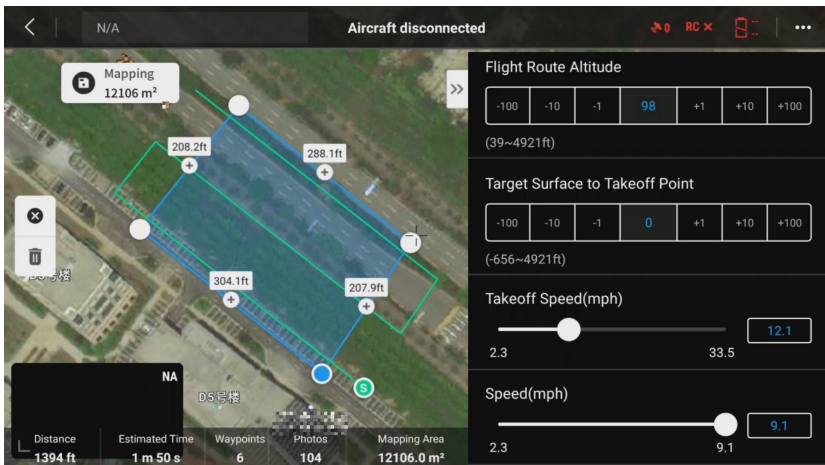 N/A
Aircraft disconnected
0
RC
Mapping
12106 m²
208.2ft
288.1ft
304.1ft
207.9ft
D5号楼
S
NA
Distance
1394 ft
Estimated Time
1 m 50 s
Waypoints
6
Photos
104
Mapping Area
12106.0 m²
Flight Route Altitude
-100 -10 -1 98 +1 +10 +100
(39~4921ft)
Target Surface to Takeoff Point
-100 -10 -1 0 +1 +10 +100
(-656~4921ft)
Takeoff Speed(mph)
12.1
2.3 33.5
Speed(mph)
9.1
2.3 9.1